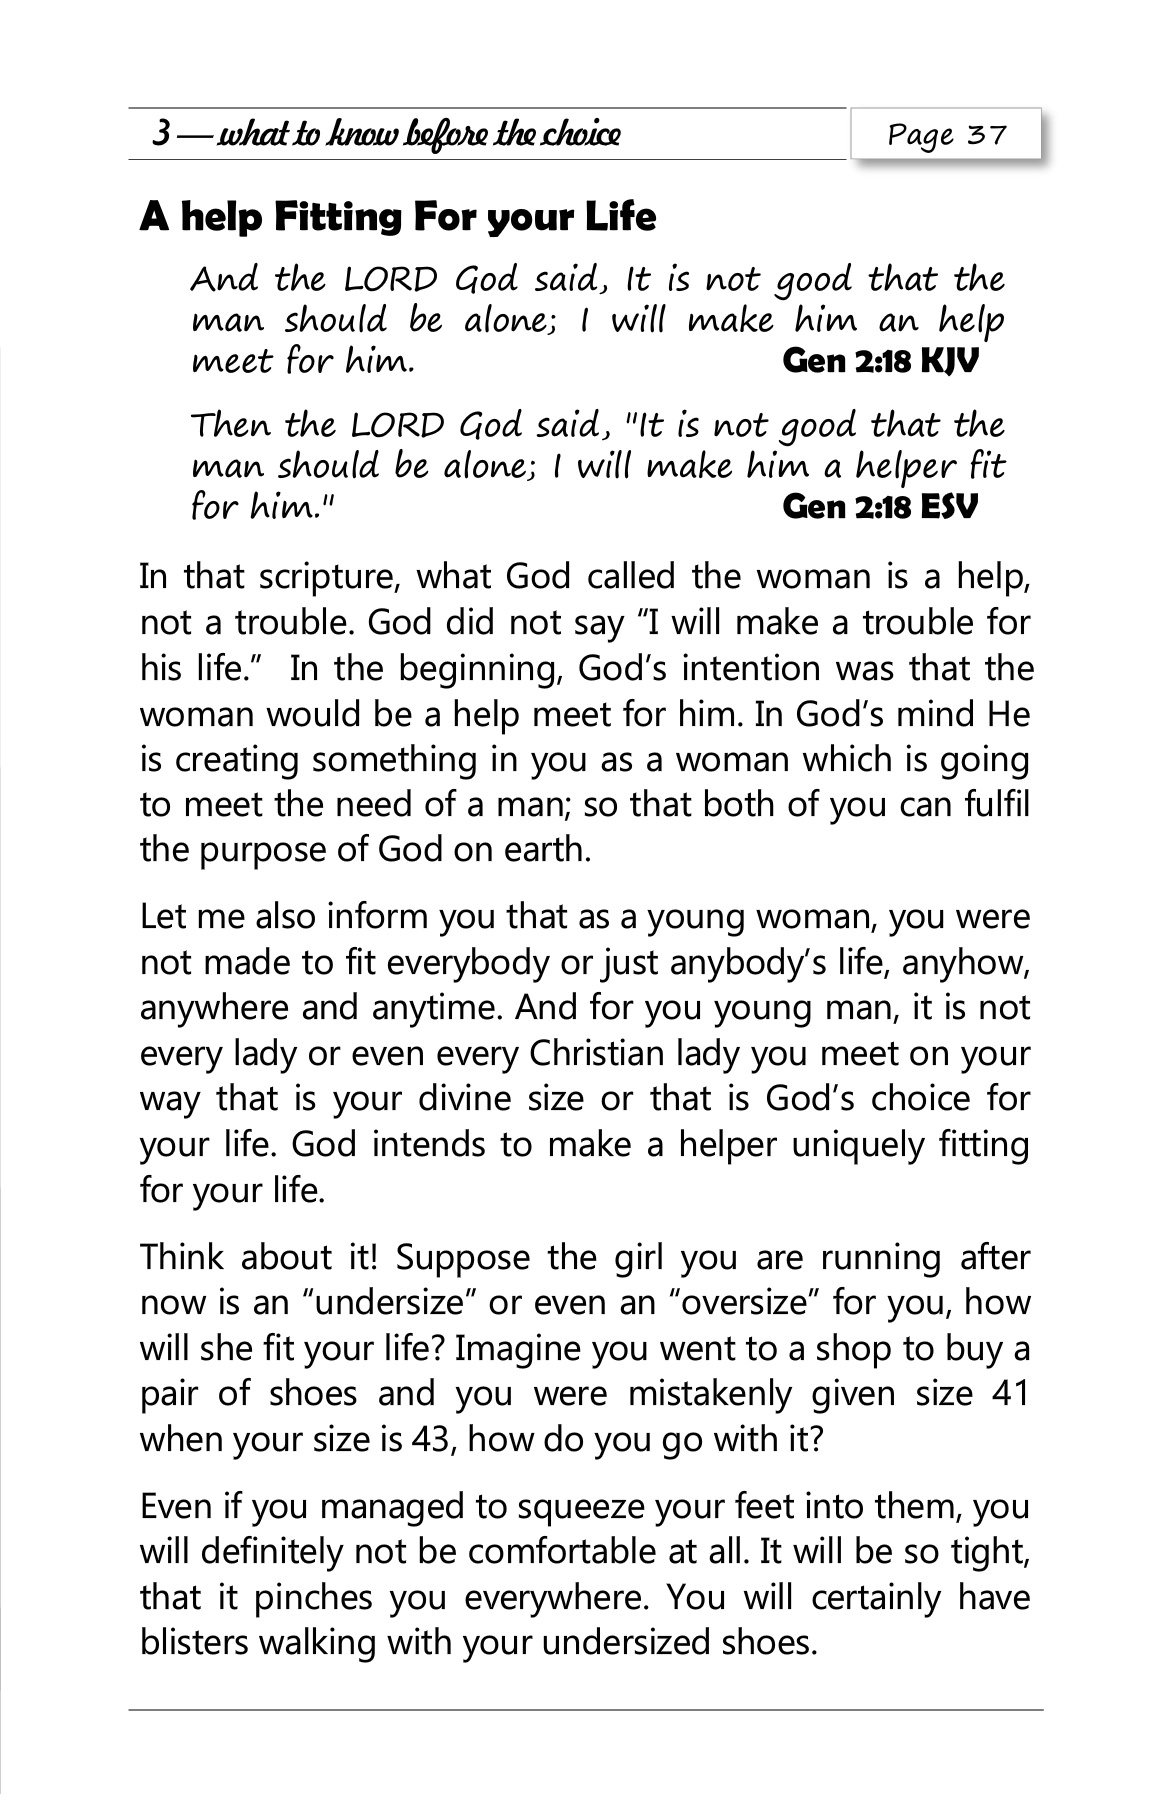 3 — what to know before the choice
Page 37
A help Fitting For your Life
And the LORD God said, It is not good that the
man should be alone; I will make him an help
meet for him. Gen 2:18 KJV
Then the LORD God said, "It is not good that the
man should be alone; I will make him a helper fit
for him." Gen 2:18 ESV
In that scripture, what God called the woman is a help,
not a trouble. God did not say “I will make a trouble for
his life.” In the beginning, God’s intention was that the
woman would be a help meet for him. In God’s mind He
is creating something in you as a woman which is going
to meet the need of a man; so that both of you can fulfil
the purpose of God on earth.
Let me also inform you that as a young woman, you were
not made to fit everybody or just anybody’s life, anyhow,
anywhere and anytime. And for you young man, it is not
every lady or even every Christian lady you meet on your
way that is your divine size or that is God’s choice for
your life. God intends to make a helper uniquely fitting
for your life.
Think about it! Suppose the girl you are running after
now is an “undersize” or even an “oversize” for you, how
will she fit your life? Imagine you went to a shop to buy a
pair of shoes and you were mistakenly given size 41
when your size is 43, how do you go with it?
Even if you managed to squeeze your feet into them, you
will definitely not be comfortable at all. It will be so tight,
that it pinches you everywhere. You will certainly have
blisters walking with your undersized shoes.